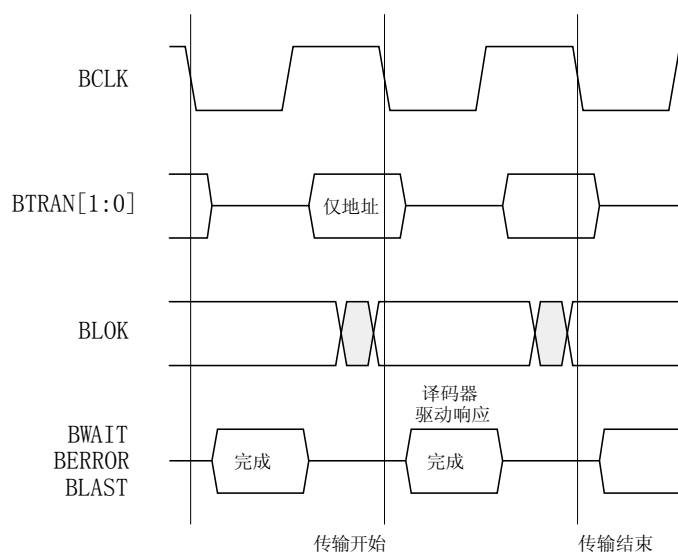 BCLK
BTRAN[1:0]
仅地址
BLOK
译码器
驱动响应
BWAIT
BERROR
BLAST
完成
完成
传输开始
传输结束